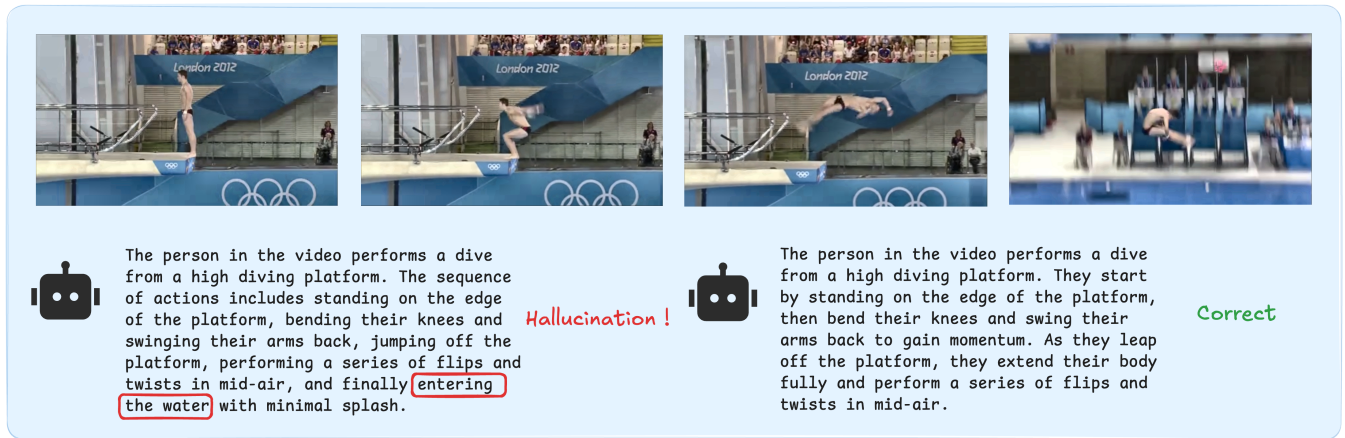 London 2012
London 2012
London 2012
The person in the video performs a dive
from a high diving platform. The sequence
of actions includes standing on the edge
of the platform, bending their knees and
swinging their arms back, jumping off the
platform, performing a series of flips and
twists in mid-air, and finally entering
the water with minimal splash.
Hallucination !
The person in the video performs a dive
from a high diving platform. They start
by standing on the edge of the platform,
then bend their knees and swing their
arms back to gain momentum. As they leap
off the platform, they extend their body
fully and perform a series of flips and
twists in mid-air.
Correct